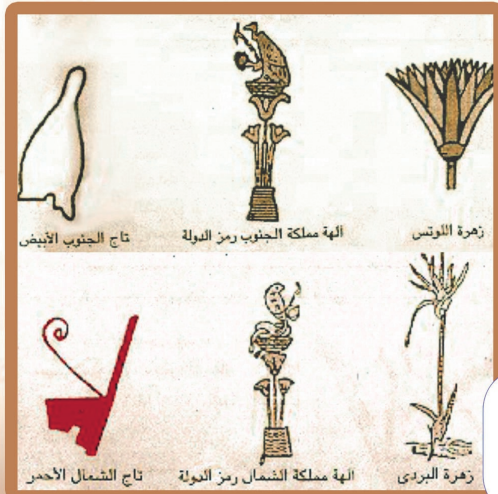 زهرة اللوتس
آلهة مملكة الجنوب رمز الدولة
تاج الجنوب الأبيض
زهرة البردى
آلهة مملكة الشمال رمز الدولة
تاج الشمال الأحمر